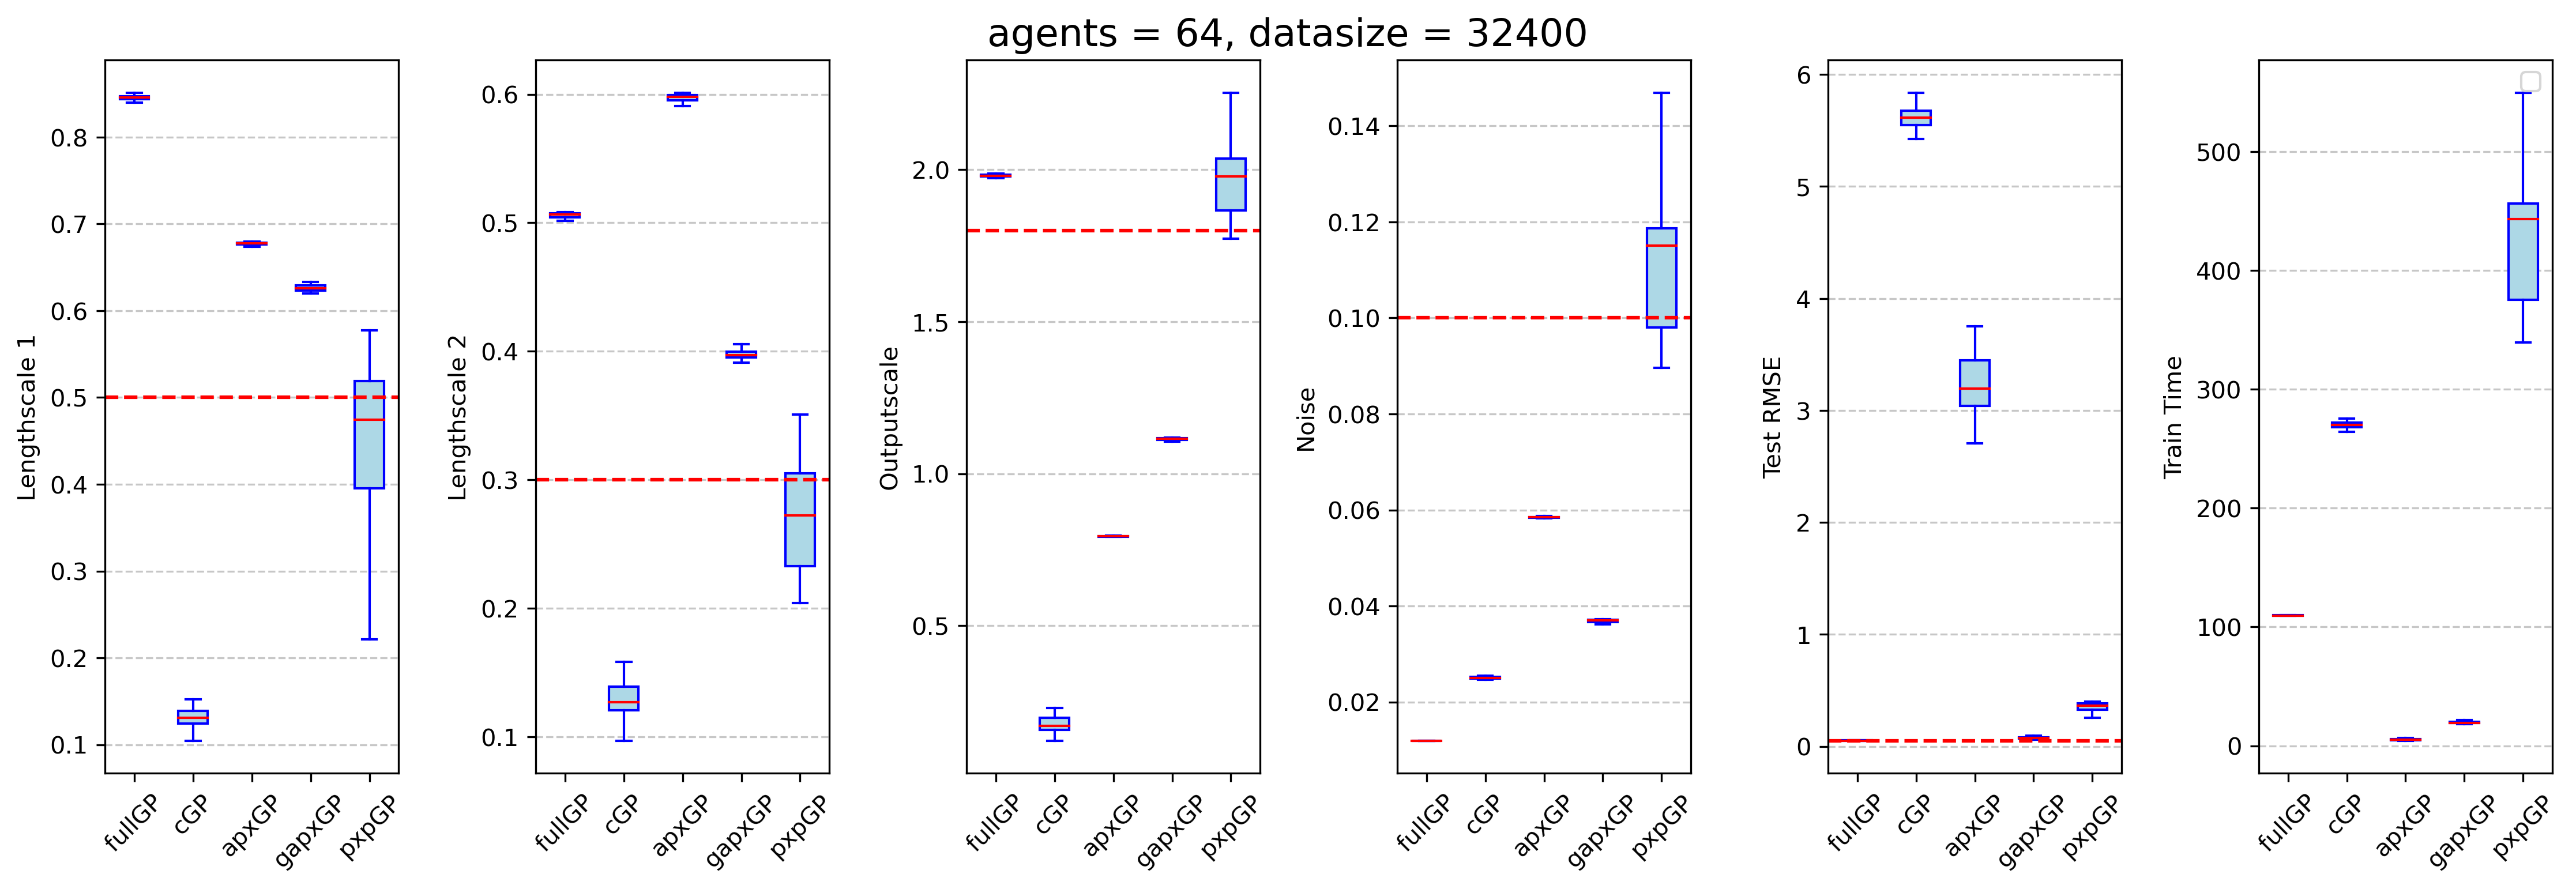 agents = 64, datasize = 32400
Lengthscale 1
0.8
0.7
0.6
0.5
0.4
0.3
0.2
0.1
fullGP
cGP
apxGP
gapxGP
pxpGP
Lengthscale 2
0.6
0.5
0.4
0.3
0.2
0.1
fullGP
cGP
apxGP
gapxGP
pxpGP
Outputscale
2.0
1.5
1.0
0.5
fullGP
cGP
apxGP
gapxGP
pxpGP
Noise
0.14
0.12
0.10
0.08
0.06
0.04
0.02
fullGP
cGP
apxGP
gapxGP
pxpGP
Test RMSE
6
5
4
3
2
1
0
fullGP
cGP
apxGP
gapxGP
pxpGP
Train Time
500
400
300
200
100
0
fullGP
cGP
apxGP
gapxGP
pxpGP